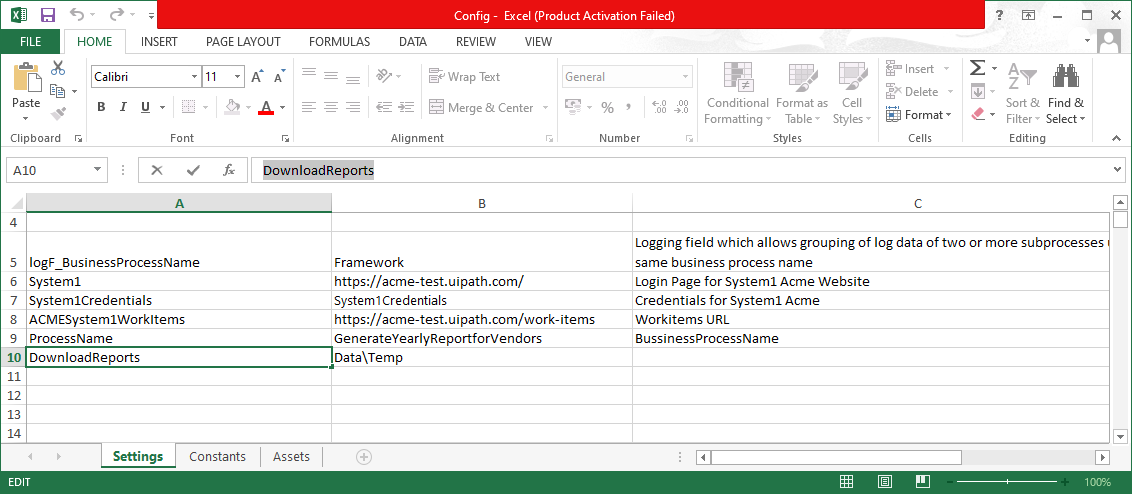 Config - Excel (Product Activation Failed)
FILE HOME INSERT PAGE LAYOUT FORMULAS DATA REVIEW VIEW
Calibri 11 Wrap Text General Insert
Paste Conditional Format as Cell Delete Sort & Find &
B I U A Merge & Center % Formatting Table Styles Format Filter Select
Clipboard Font Alignment Number Styles Cells Editing
A10 fx DownloadReports
A B C
4
Logging field which allows grouping of log data of two or more subprocesses
5 logF_BusinessProcessName Framework same business process name
6 System1 https://acme-test.uipath.com/ Login Page for System1 Acme Website
7 System1Credentials System1Credentials Credentials for System1 Acme
8 ACMESystem1WorkItems https://acme-test.uipath.com/work-items Workitems URL
9 ProcessName GenerateYearlyReportforVendors BussinessProcessName
10 DownloadReports Data\Temp
11
12
13
14
Settings Constants Assets
EDIT 100%